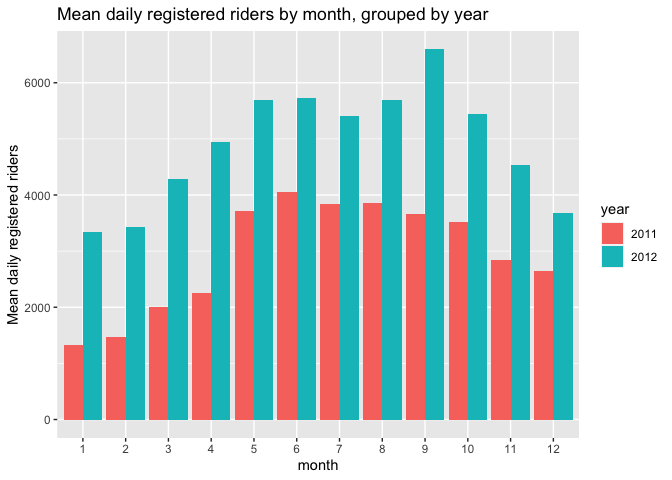 Mean daily registered riders by month, grouped by year
Mean daily registered riders
6000
4000
2000
0
1 2 3 4 5 6 7 8 9 10 11 12
month
year
2011
2012